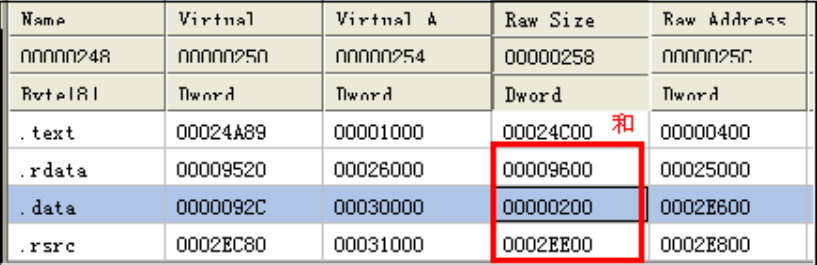 Name Virtual Virtual A Raw Size Raw Address
00000248 00000250 00000254 00000258 0000025C
Byte[8] Dword Dword Dword Dword
.text 00024A89 00001000 00024C00 和 00000400
.rdata 00009520 00026000 00009600 00025000
.data 0000092C 00030000 00000200 0002E600
.rsrc 0002EC80 00031000 0002EE00 0002E800